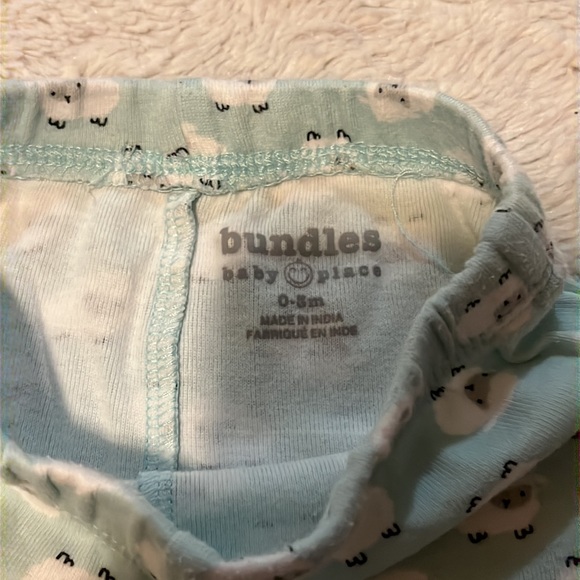 bundles
baby place
0-3m
MADE IN INDIA
FABRIQUÉ EN INDE